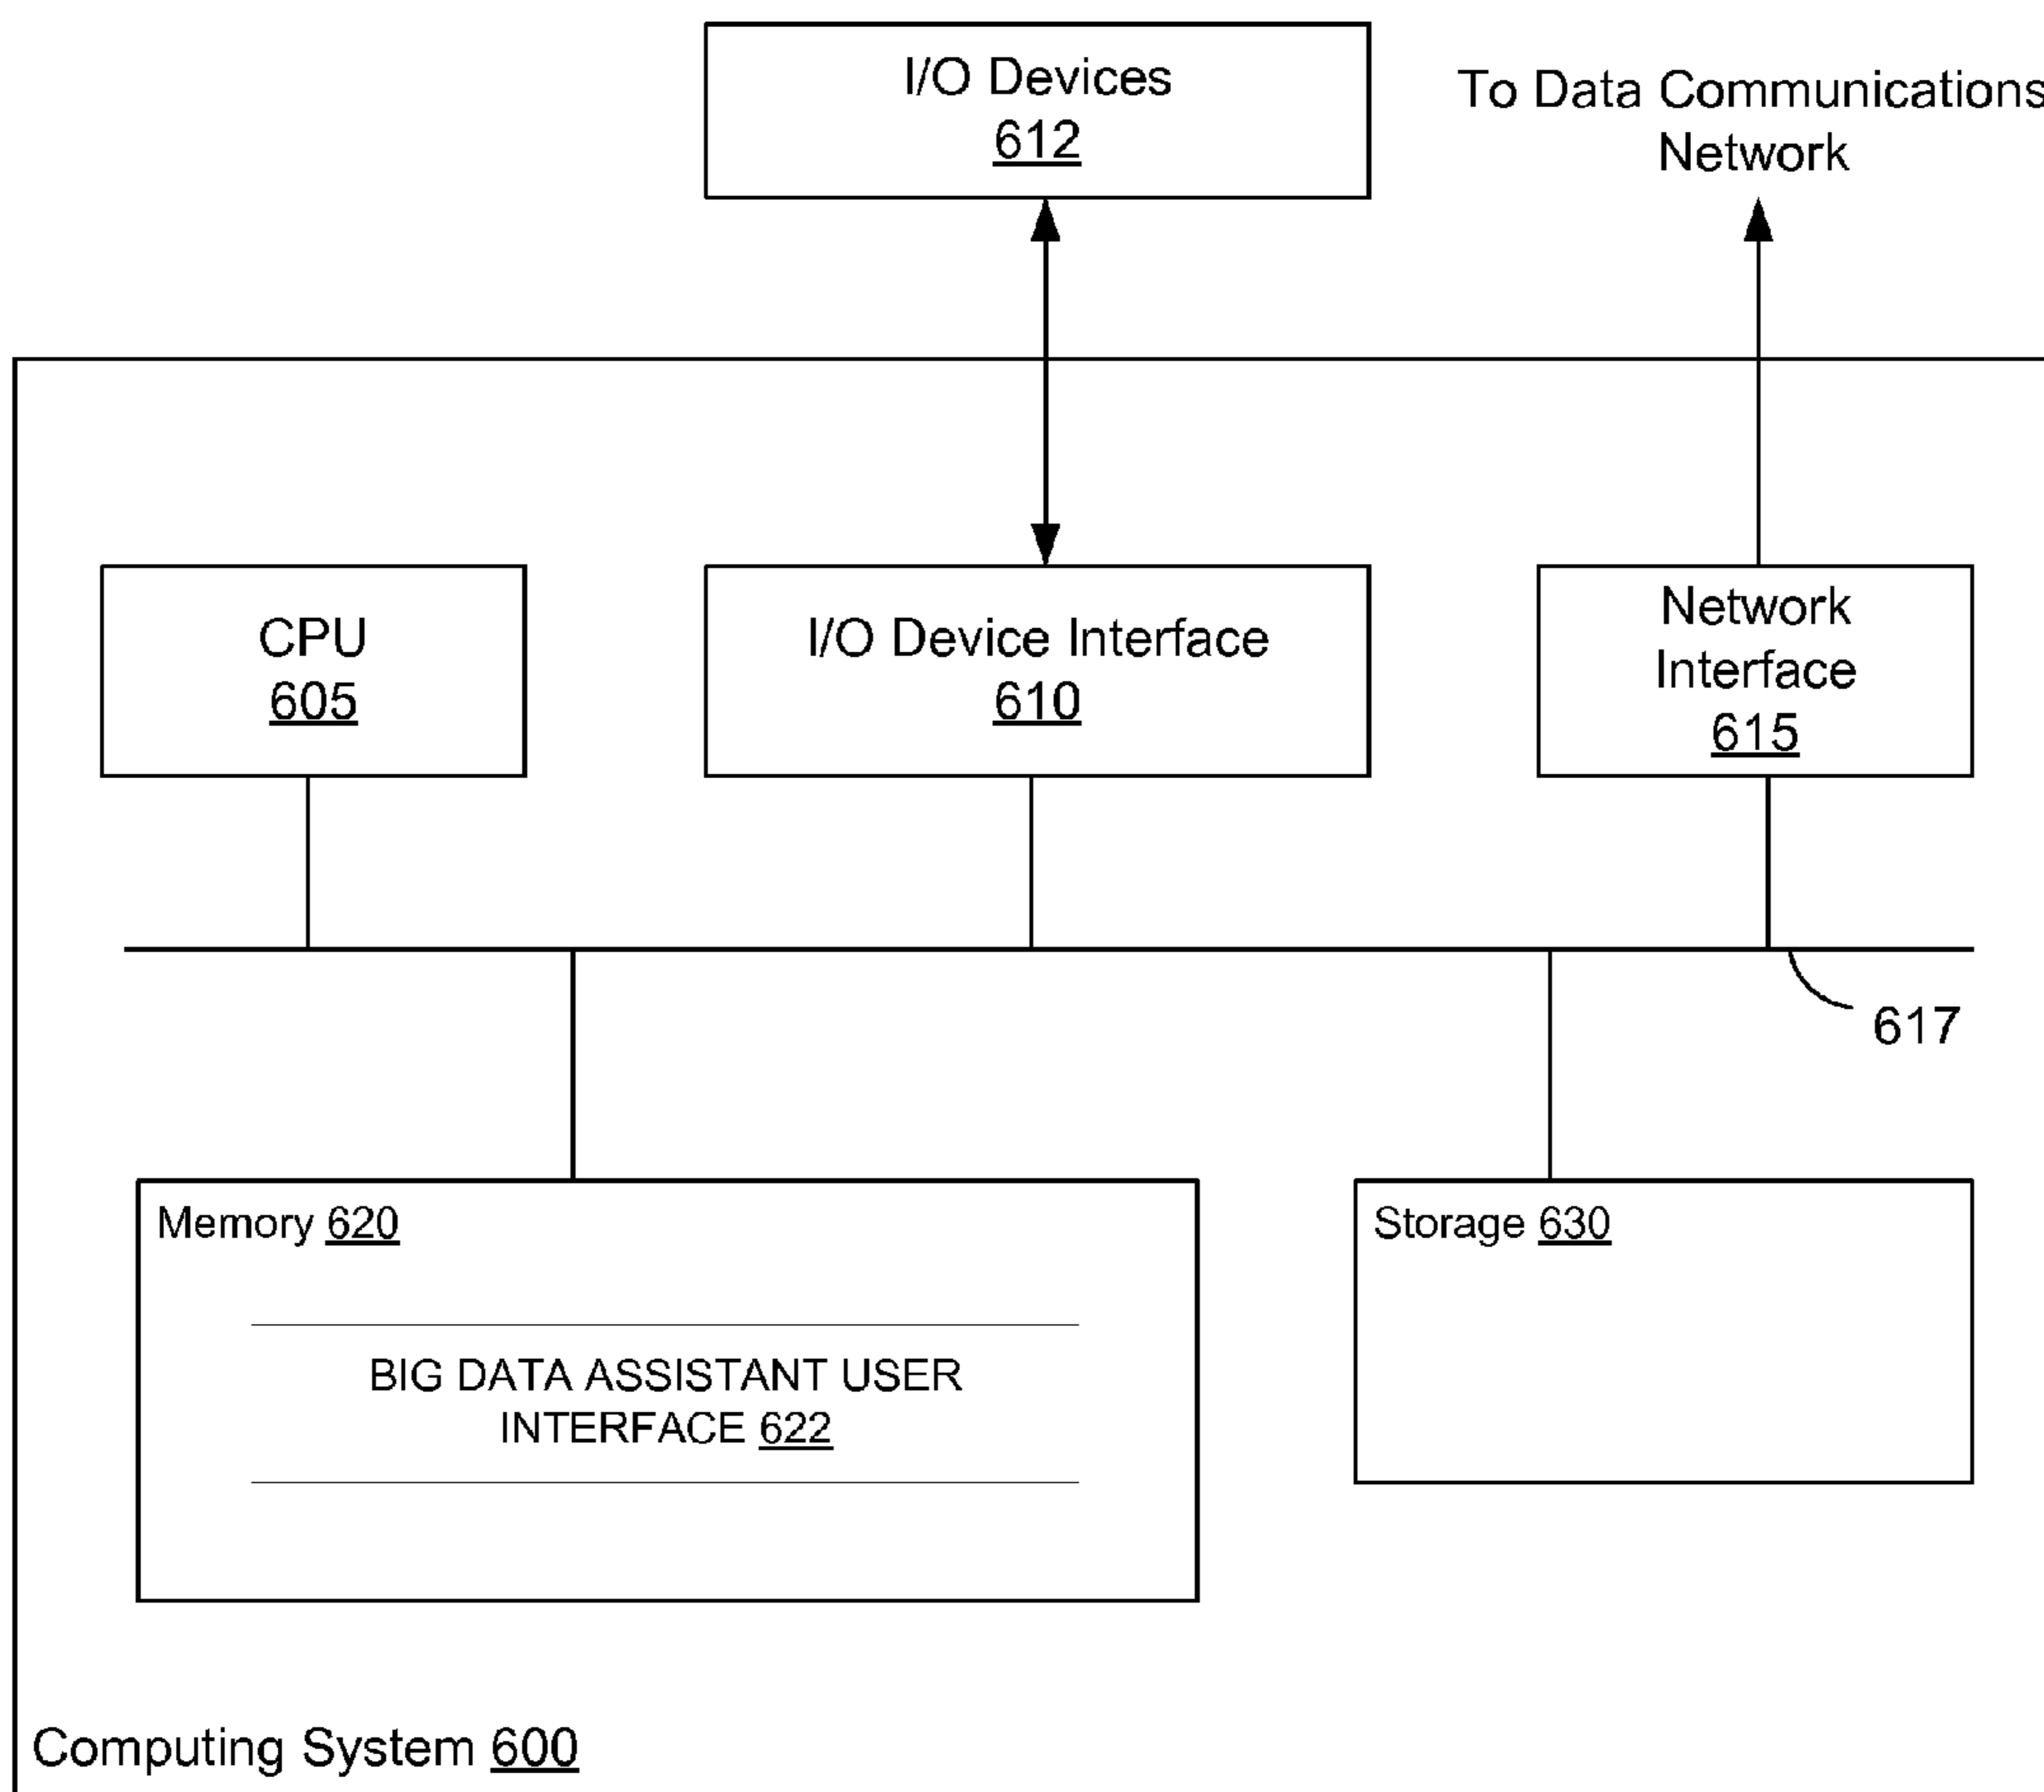 I/O Devices
612
To Data Communications
Network
CPU
605
I/O Device Interface
610
Network
Interface
615
617
Memory 620
BIG DATA ASSISTANT USER
INTERFACE 622
Storage 630
Computing System 600